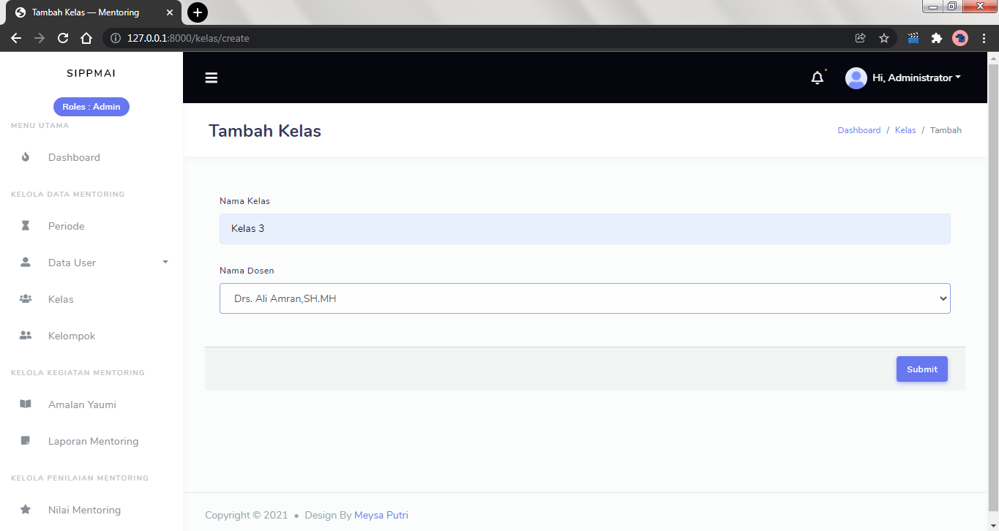 Tambah Kelas — Mentoring
127.0.0.1:8000/kelas/create
SIPPMAI
Roles : Admin
MENU UTAMA
Dashboard
KELOLA DATA MENTORING
Periode
Data User
Kelas
Kelompok
KELOLA KEGIATAN MENTORING
Amalan Yaumi
Laporan Mentoring
KELOLA PENILAIAN MENTORING
Nilai Mentoring
Hi, Administrator
Tambah Kelas
Dashboard / Kelas / Tambah
Nama Kelas
Kelas 3
Nama Dosen
Drs. Ali Amran,SH.MH
Submit
Copyright © 2021 • Design By Meysa Putri